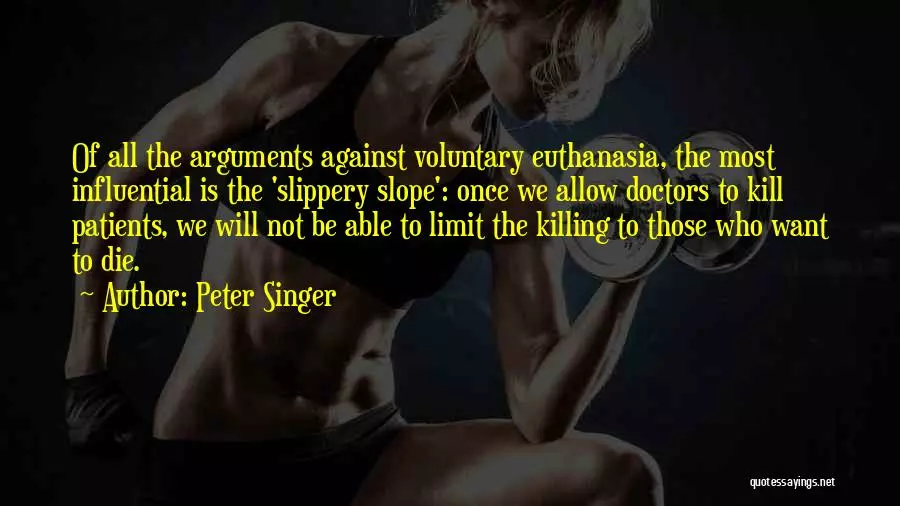 Of all the arguments against voluntary euthanasia, the most
influential is the 'slippery slope': once we allow doctors to kill
patients, we will not be able to limit the killing to those who want
to die.
~ Author: Peter Singer
quotessayings.net